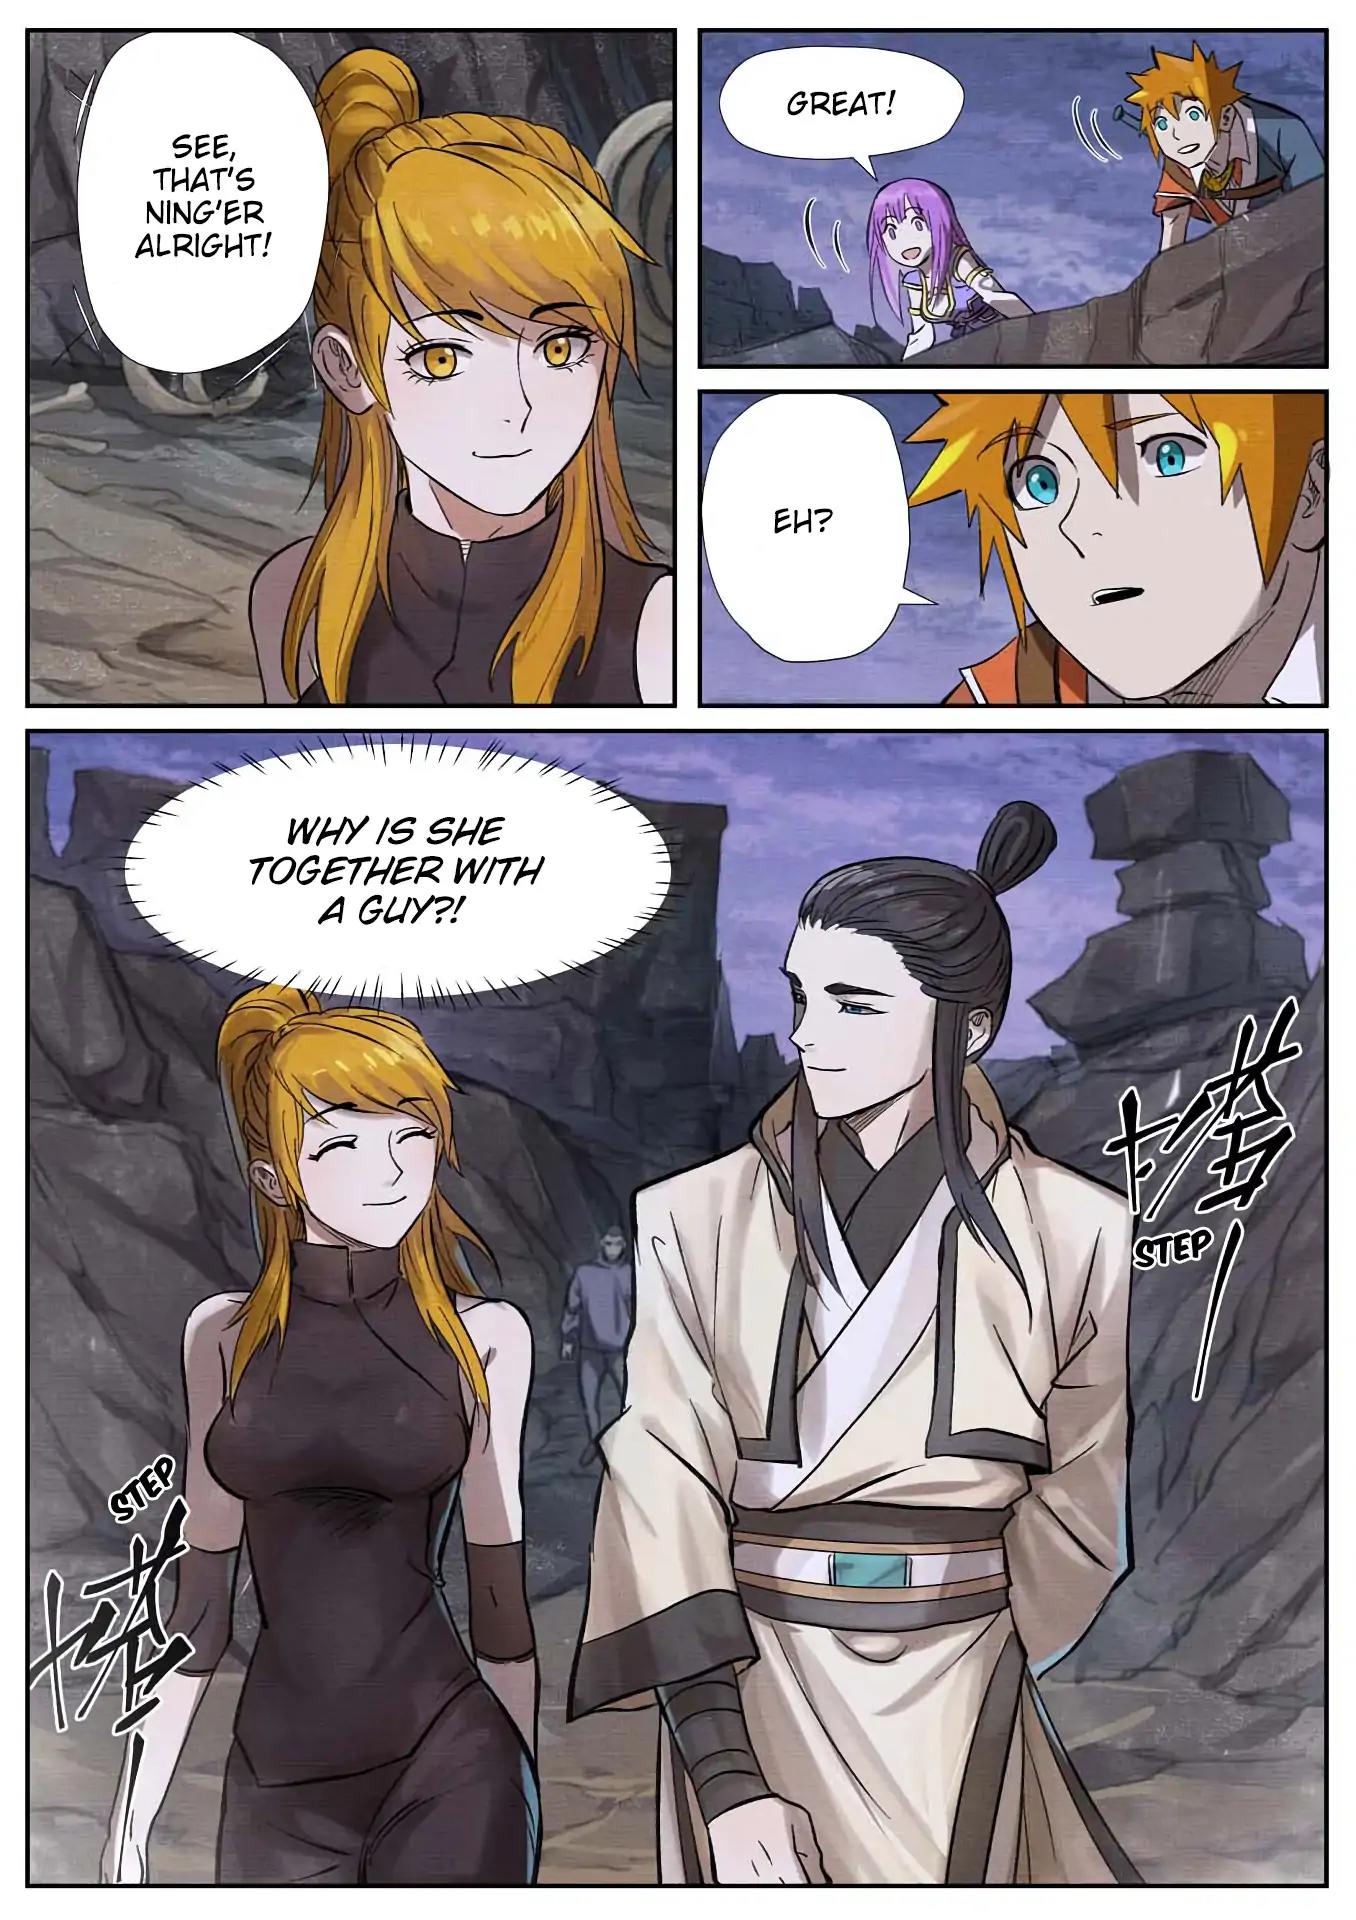 SEE,
THAT'S
NING'ER
ALRIGHT!
GREAT!
EH?
WHY IS SHE
TOGETHER WITH
A GUY?!
STEP
STEP